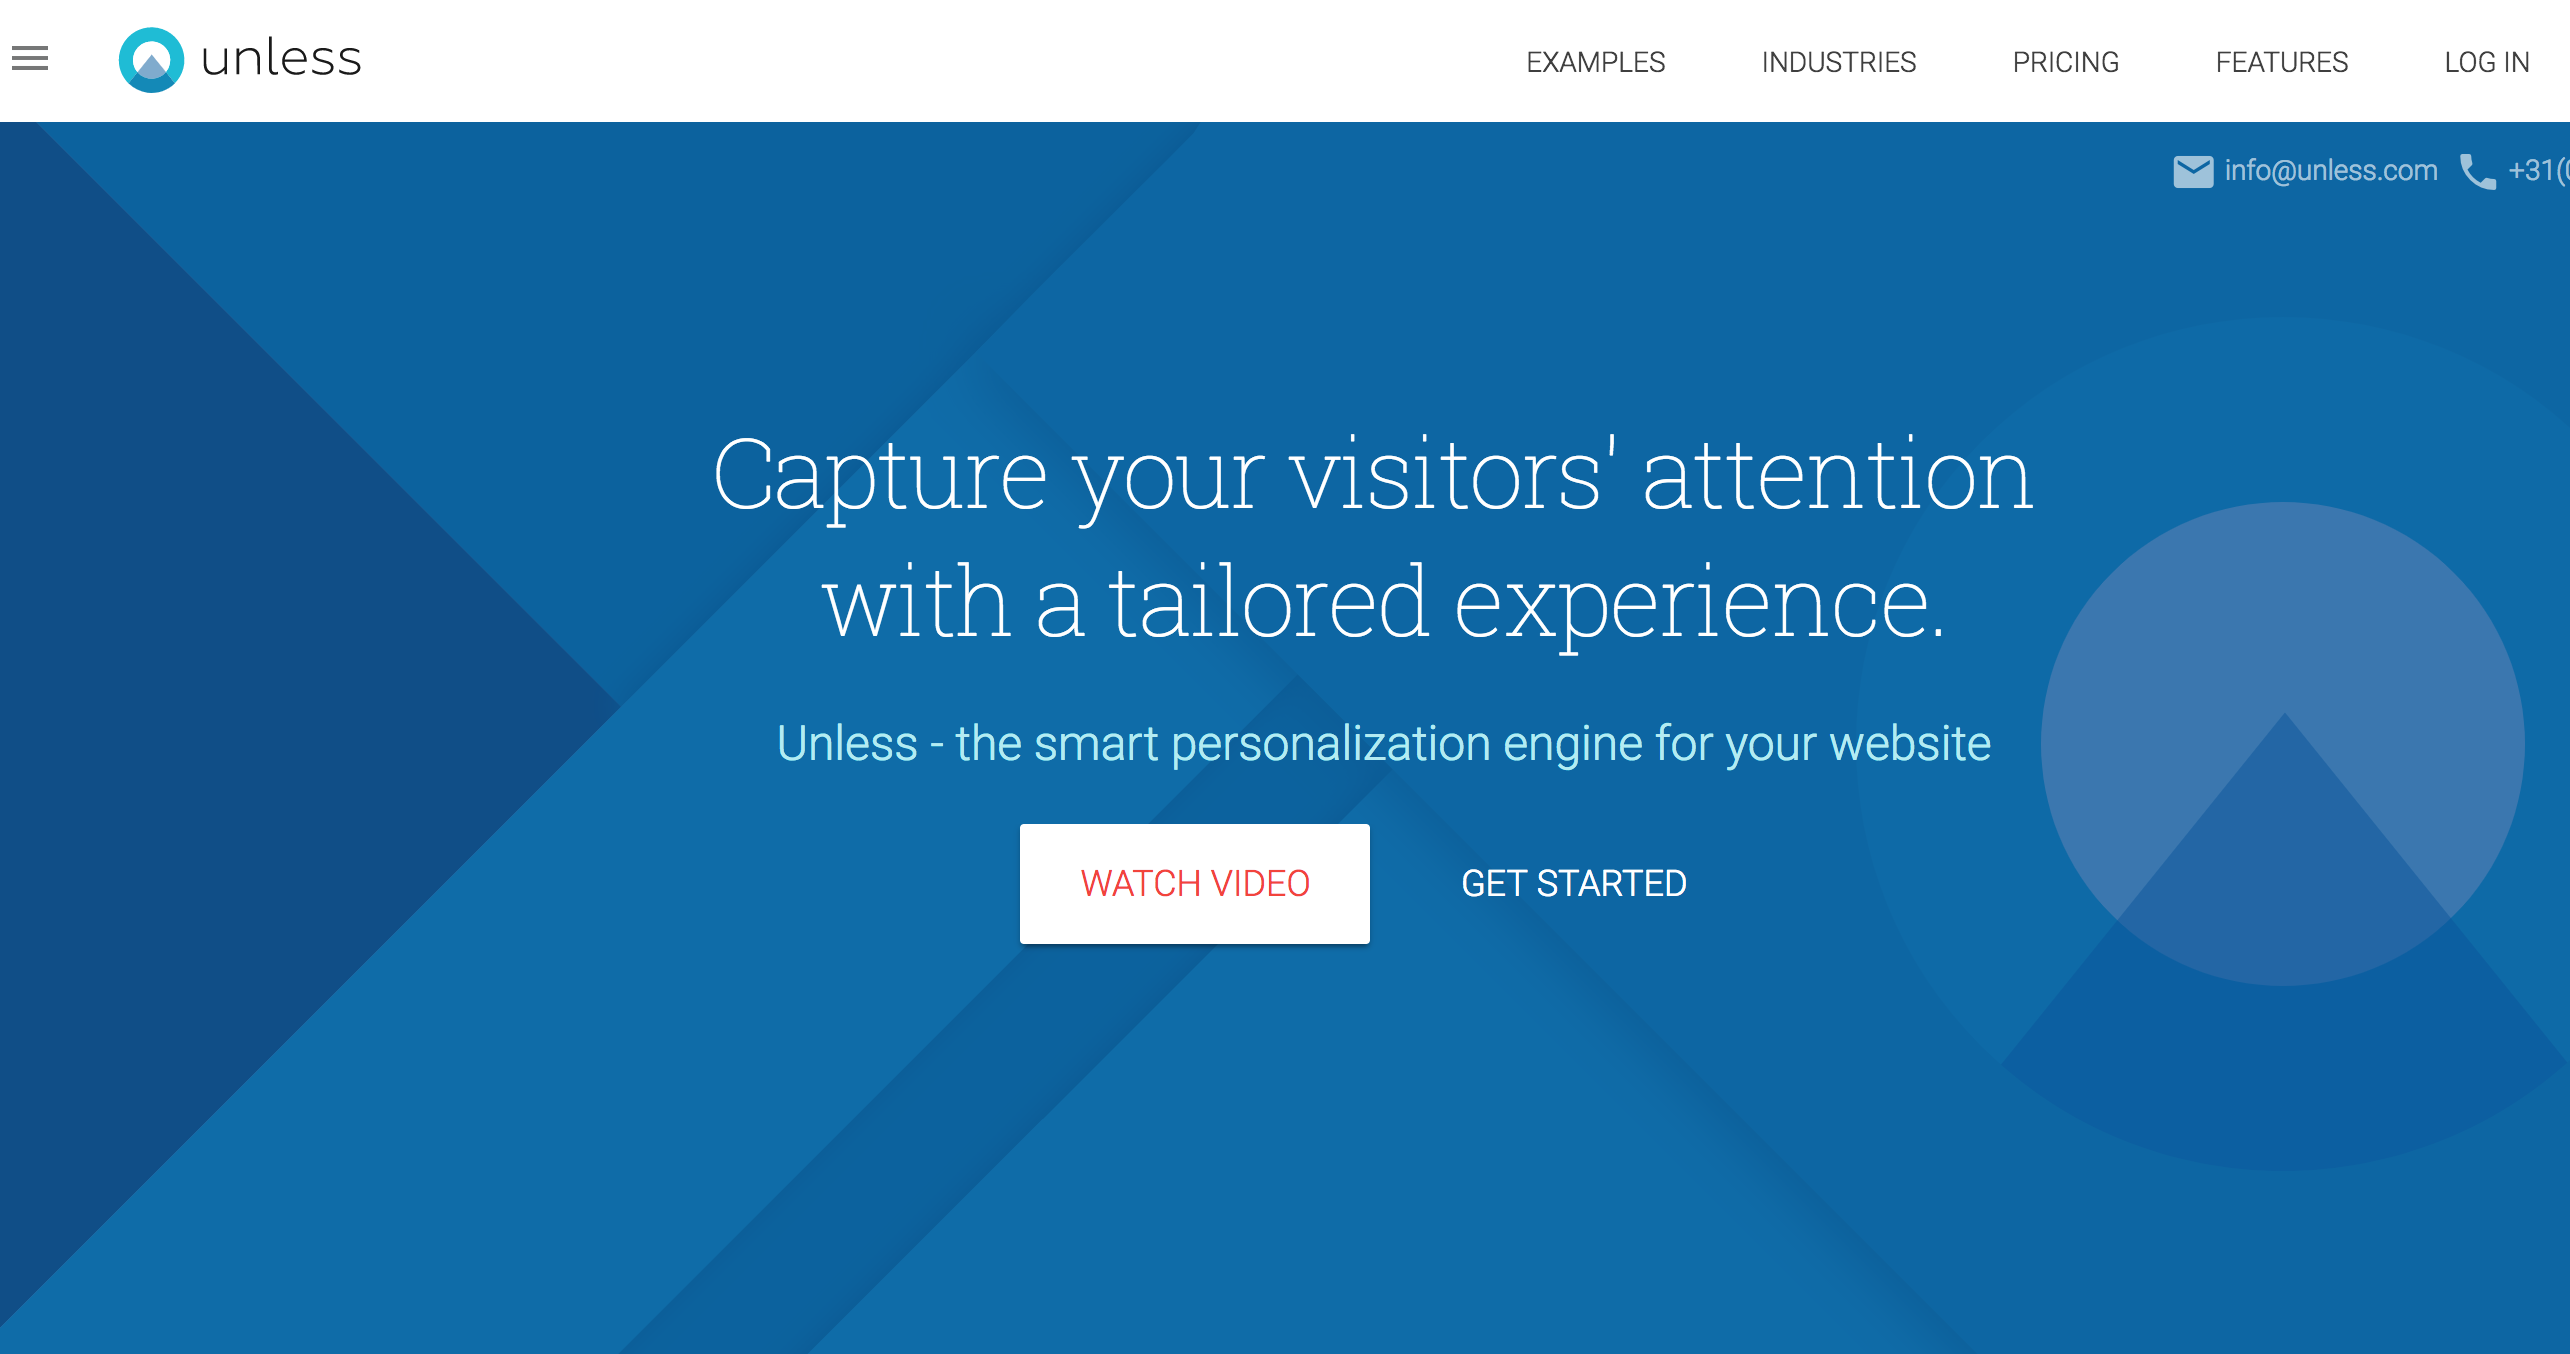 unless
EXAMPLES INDUSTRIES PRICING FEATURES LOG IN
info@unless.com +31(
Capture your visitors' attention
with a tailored experience.
Unless - the smart personalization engine for your website
WATCH VIDEO GET STARTED